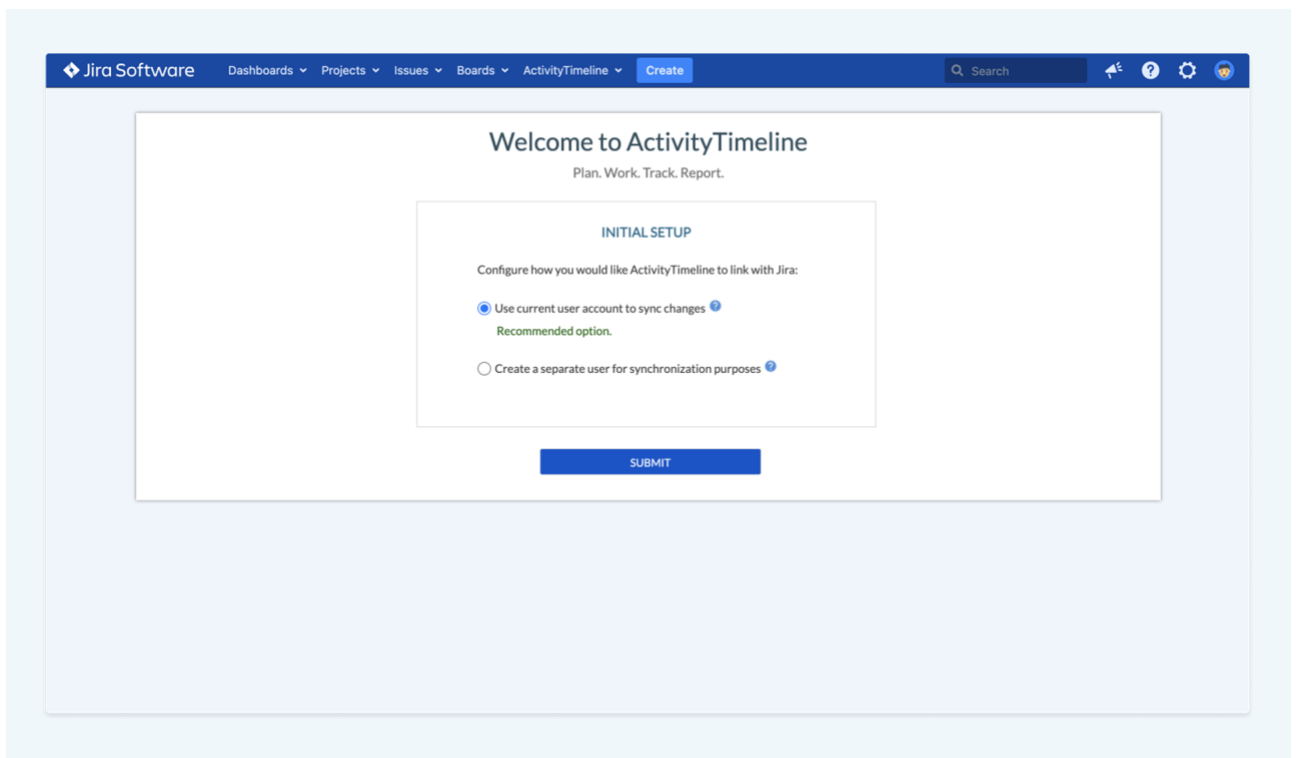 Jira Software Dashboards Projects Issues Boards ActivityTimeline Create Search
Welcome to ActivityTimeline
Plan. Work. Track. Report.
INITIAL SETUP
Configure how you would like ActivityTimeline to link with Jira:
Use current user account to sync changes
Recommended option.
Create a separate user for synchronization purposes
SUBMIT